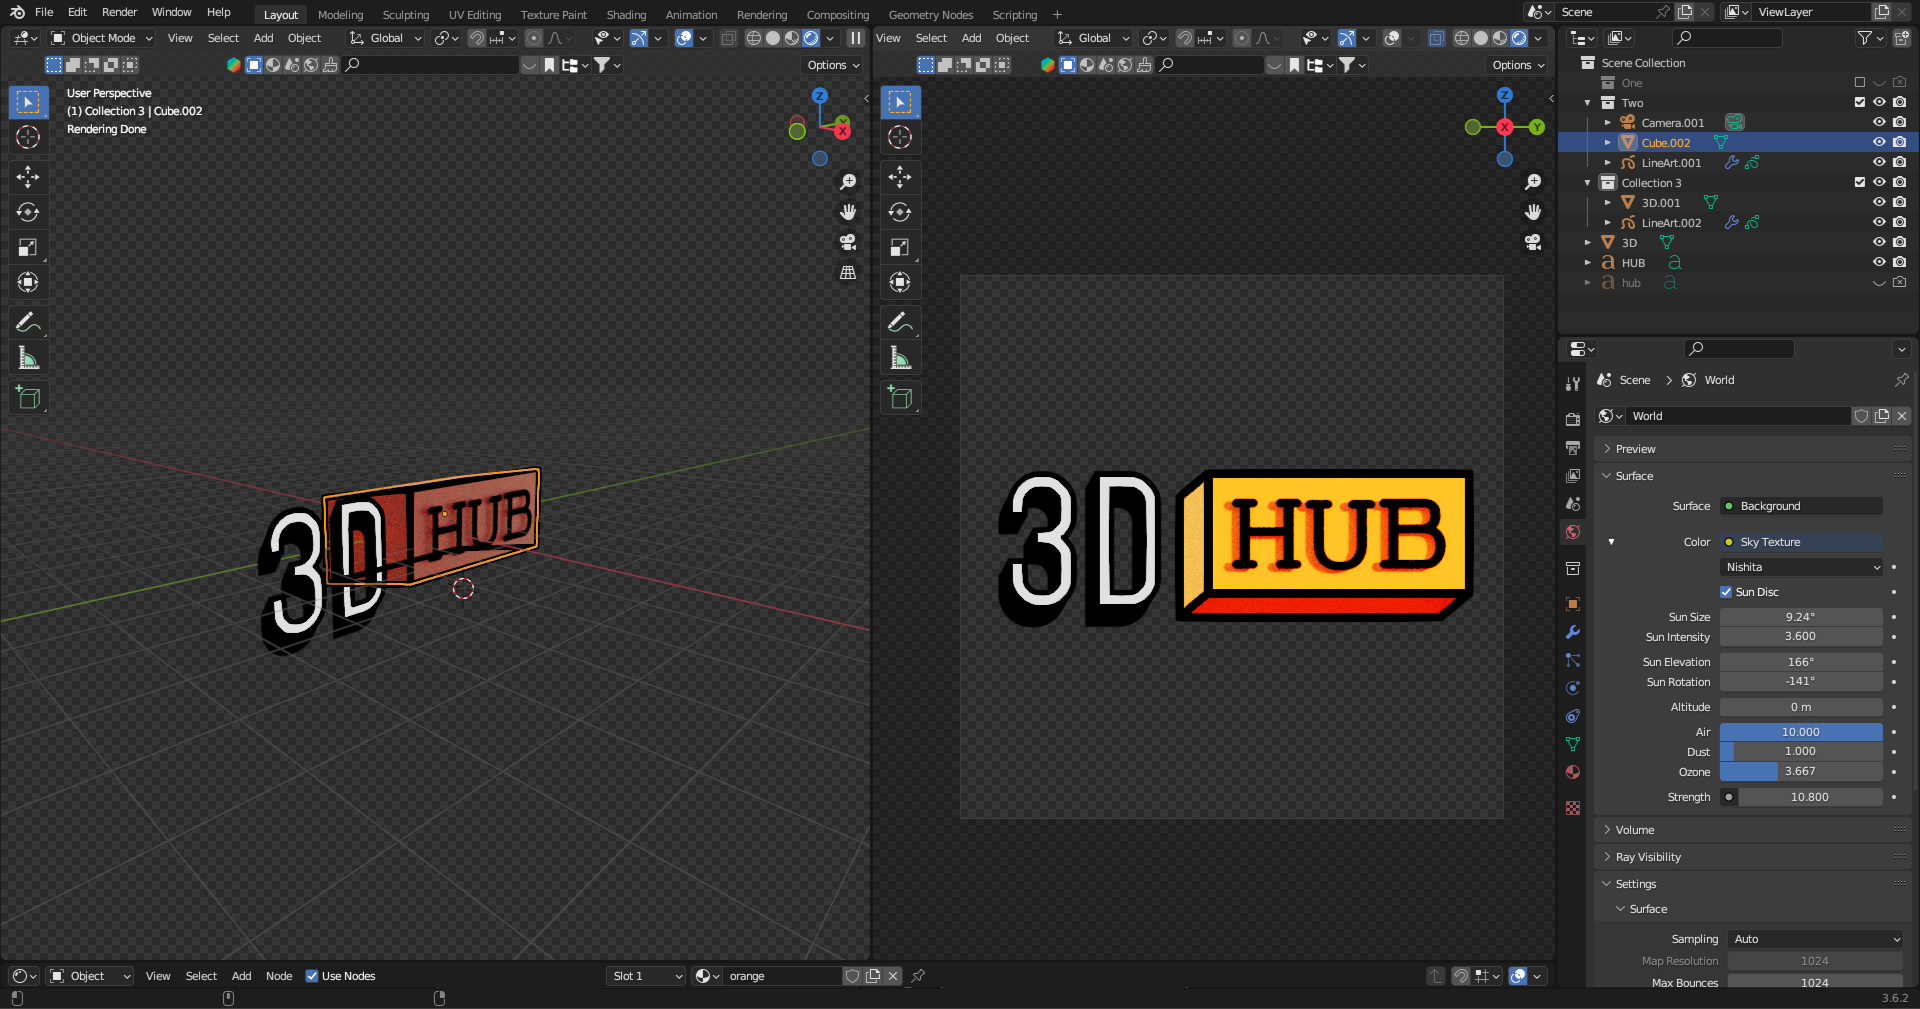 File Edit Render Window Help Layout Modeling Sculpting UV Editing Texture Paint Shading Animation Rendering Compositing Geometry Nodes Scripting + Scene ViewLayer
Object Mode View Select Add Object Global View Select Add Object Global
Options Options
User Perspective
(1) Collection 3 | Cube.002
Rendering Done
Z
Y
X
Z
X
Y
3D HUB
3D HUB
Scene Collection
One
Two
Camera.001
Cube.002
LineArt.001
Collection 3
3D.001
LineArt.002
3D
a HUB a
a hub a
Scene > World
World
Preview
Surface
Surface Background
Color Sky Texture
Nishita
Sun Disc
Sun Size 9.24°
Sun Intensity 3.600
Sun Elevation 166°
Sun Rotation -141°
Altitude 0 m
Air 10.000
Dust 1.000
Ozone 3.667
Strength 10.800
Volume
Ray Visibility
Settings
Surface
Sampling Auto
Map Resolution 1024
Max Bounces 1024
Object View Select Add Node Use Nodes Slot 1 orange
3.6.2